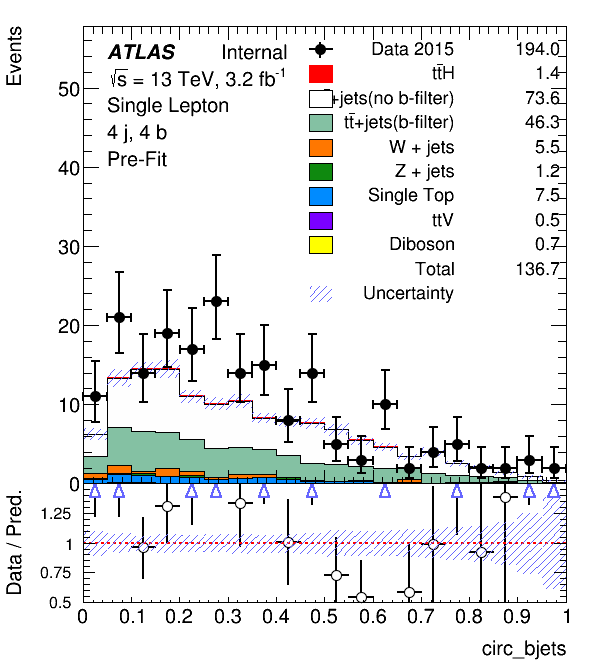 Events
ATLAS Internal
√s = 13 TeV, 3.2 fb⁻¹
Single Lepton
4 j, 4 b
Pre-Fit
Data 2015 194.0
tt̄H 1.4
+jets(no b-filter) 73.6
tt̄+jets(b-filter) 46.3
W + jets 5.5
Z + jets 1.2
Single Top 7.5
ttV 0.5
Diboson 0.7
Total 136.7
Uncertainty
50
40
30
20
10
0
Data / Pred.
1.25
1
0.75
0.5
0 0.1 0.2 0.3 0.4 0.5 0.6 0.7 0.8 0.9 1
circ_bjets